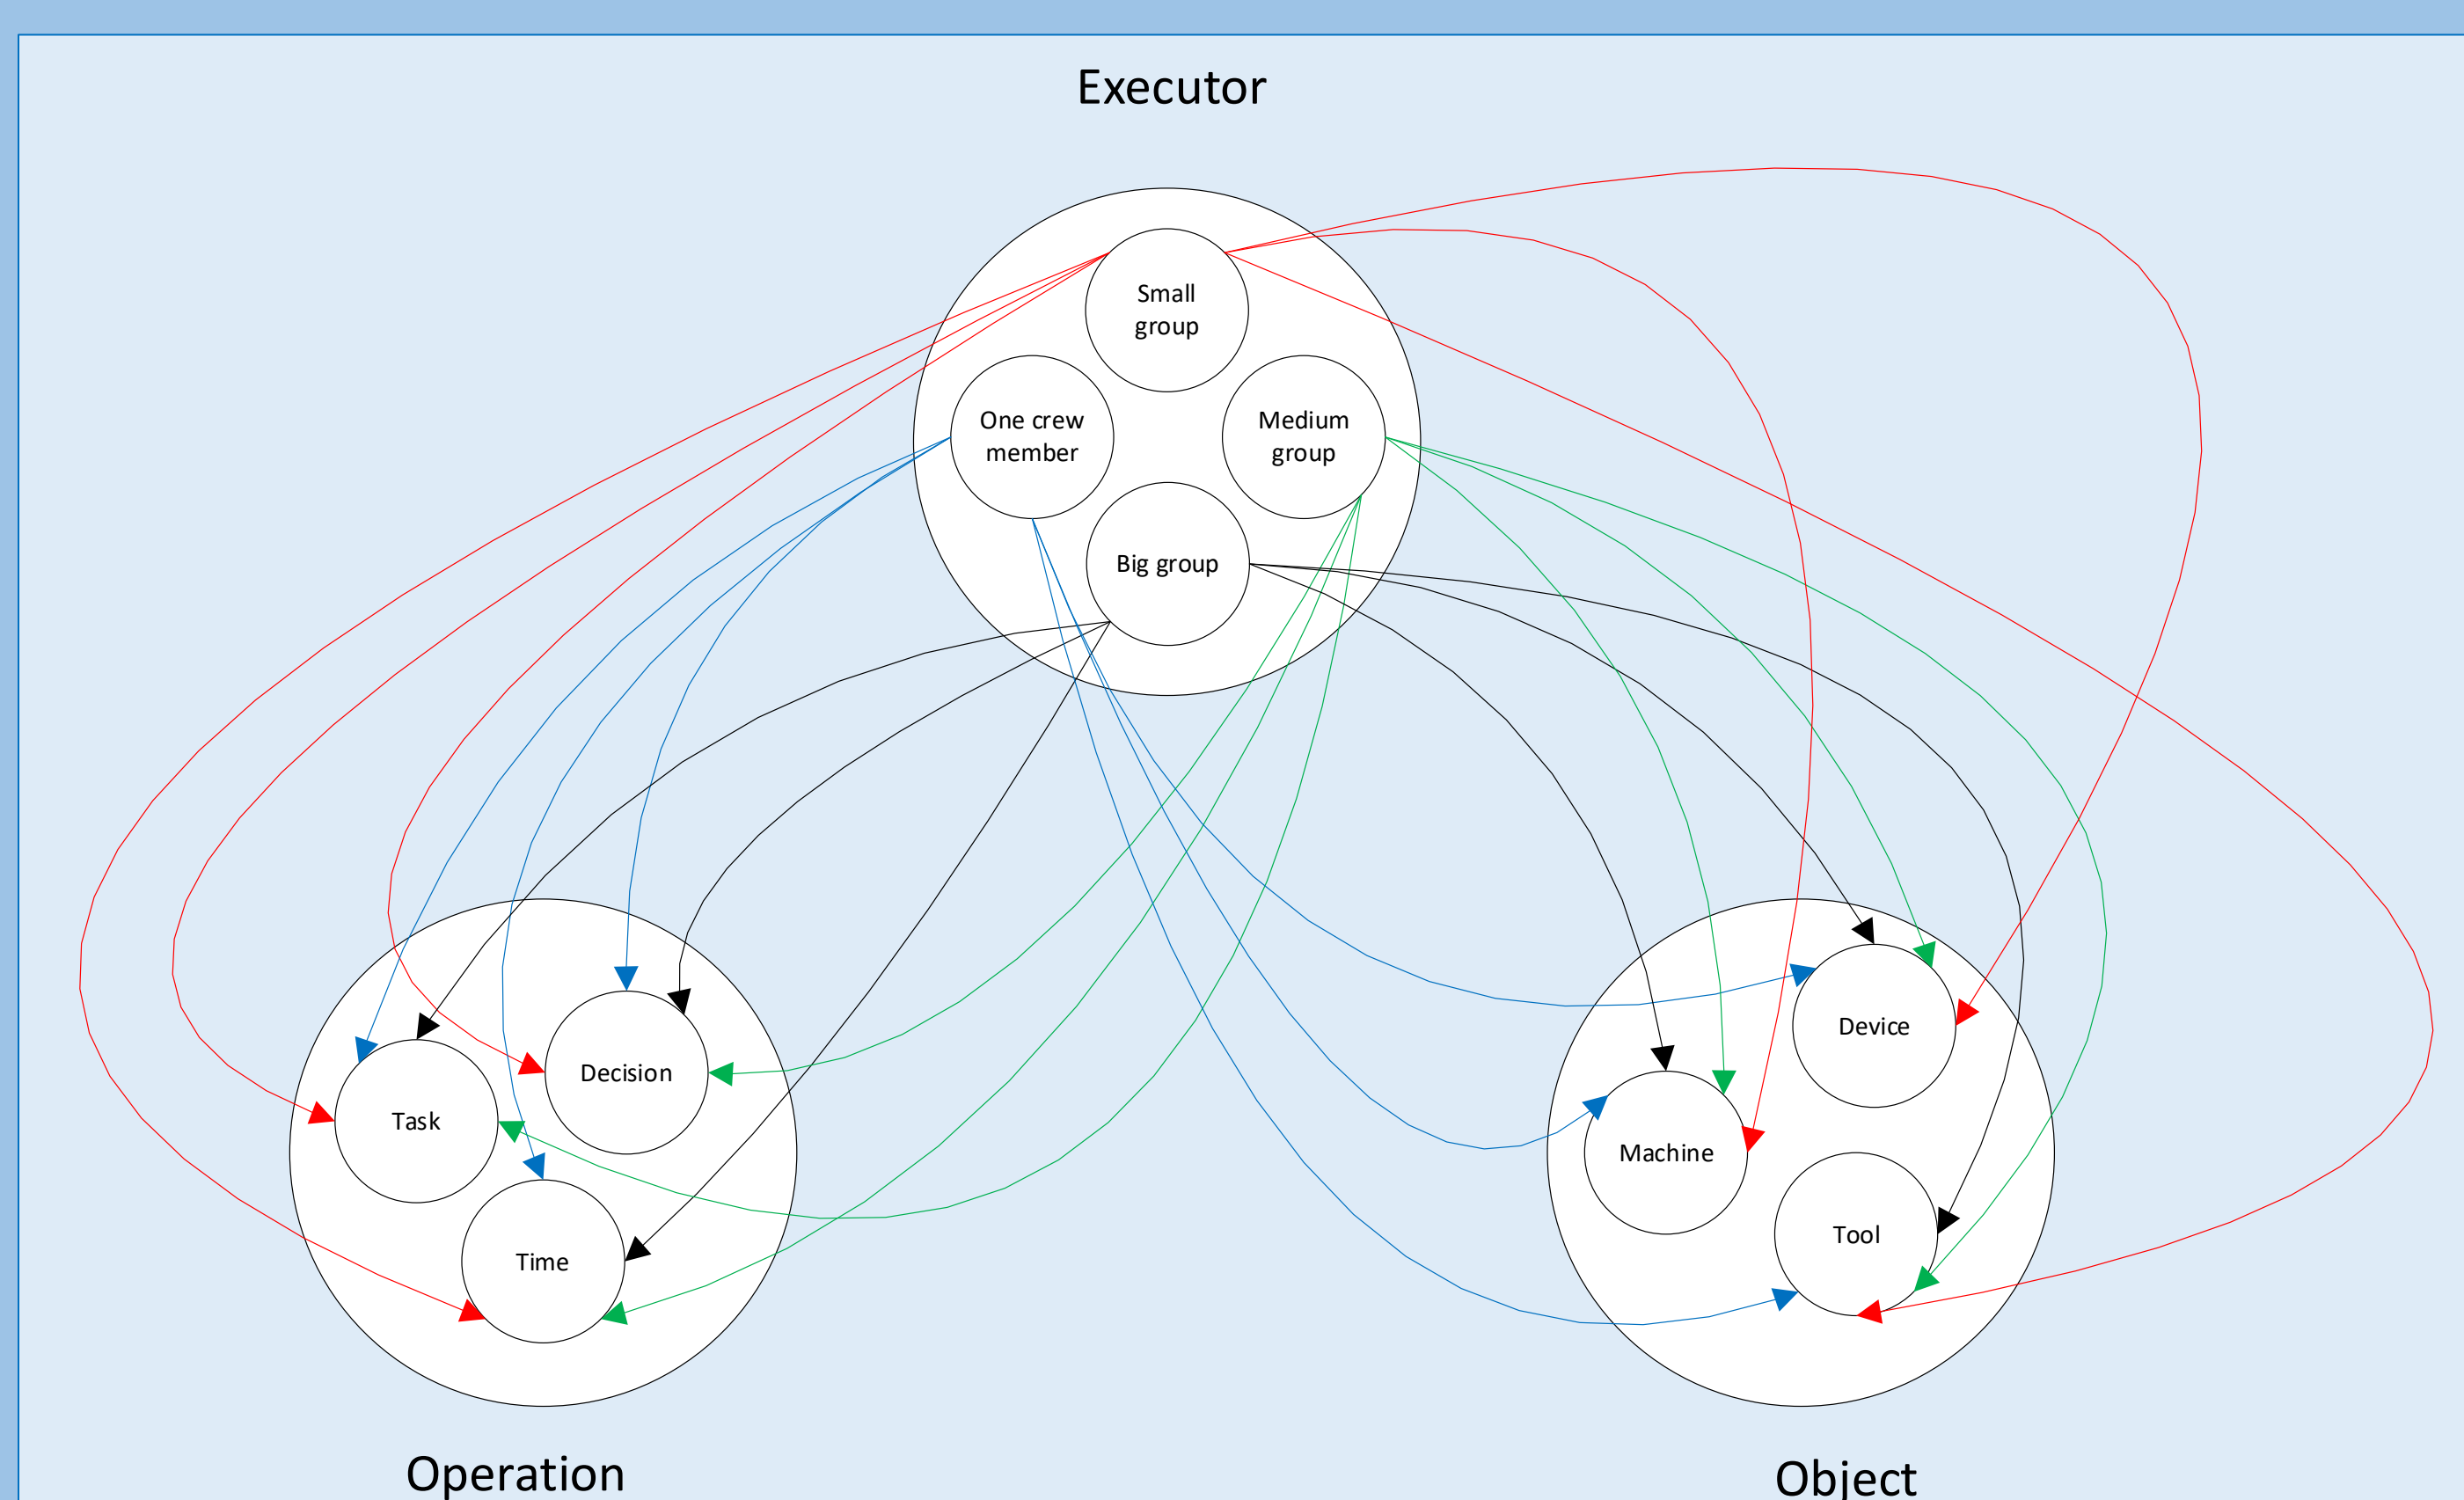 Executor
Small
group
One crew
member
Medium
group
Big group
Device
Decision
Task
Machine
Tool
Time
Operation
Object